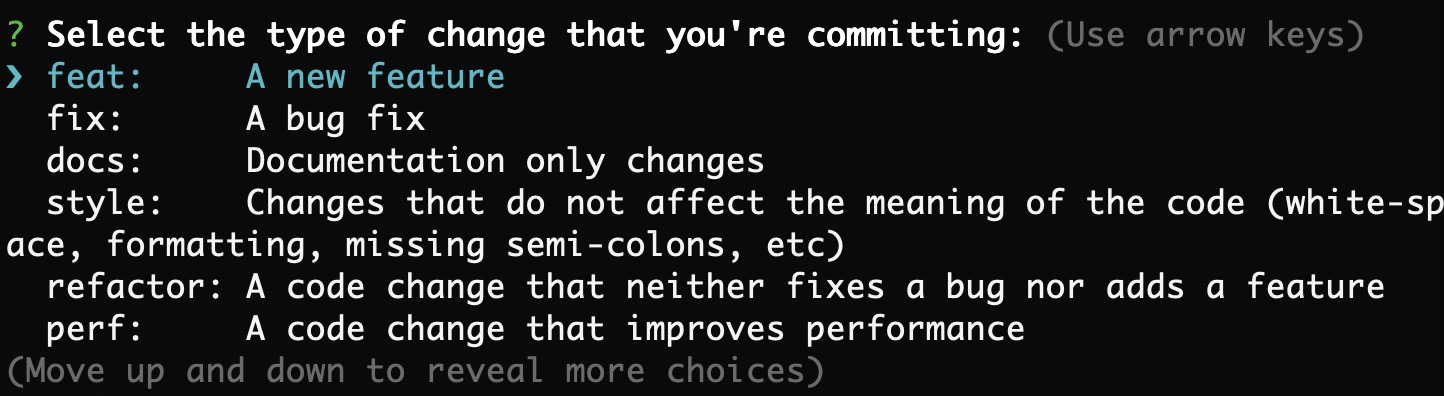 ? Select the type of change that you're committing: (Use arrow keys)
❯ feat:     A new feature
  fix:      A bug fix
  docs:     Documentation only changes
  style:    Changes that do not affect the meaning of the code (white-sp
ace, formatting, missing semi-colons, etc)
  refactor: A code change that neither fixes a bug nor adds a feature
  perf:     A code change that improves performance
(Move up and down to reveal more choices)